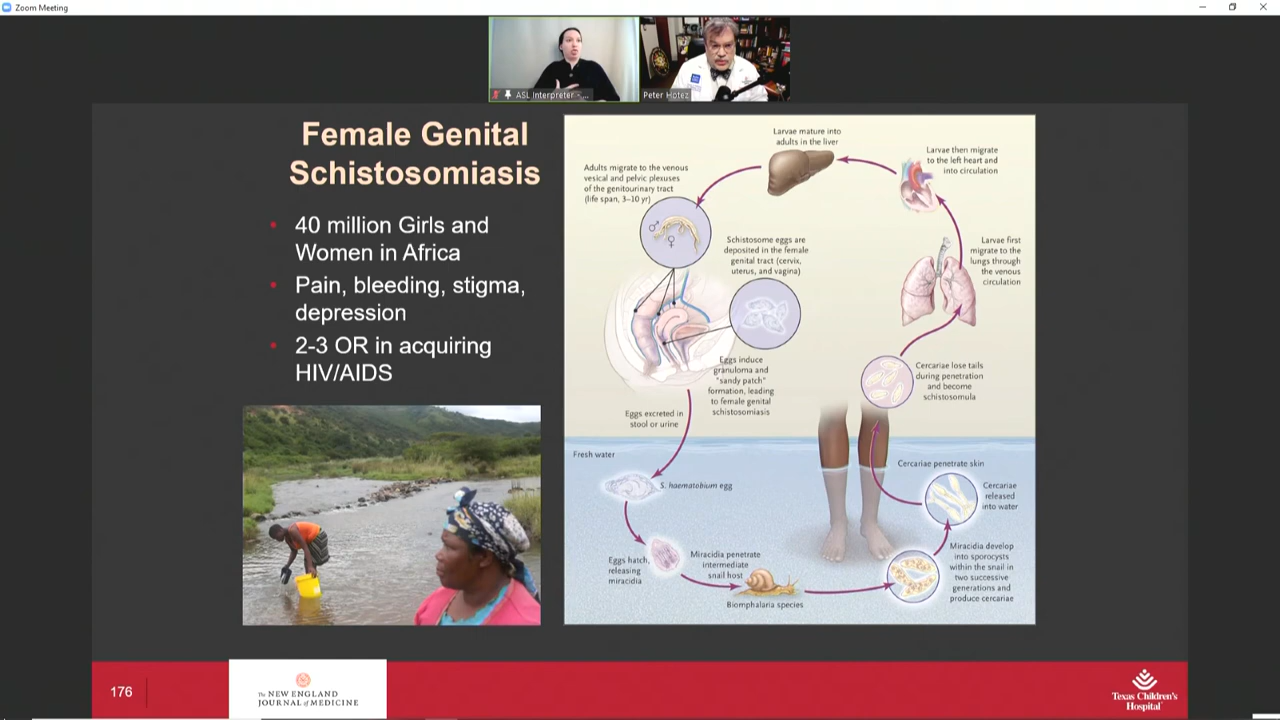 Zoom Meeting
ASL Interpreter -...
Peter Hotez
Female Genital
Schistosomiasis
• 40 million Girls and
Women in Africa
• Pain, bleeding, stigma,
depression
• 2-3 OR in acquiring
HIV/AIDS
Larvae mature into
adults in the liver
Larvae then migrate
to the left heart and
into circulation
Adults migrate to the venous
vesical and pelvic plexuses
of the genitourinary tract
(life span, 3–10 yr)
Schistosome eggs are
deposited in the female
genital tract (cervix,
uterus, and vagina)
Larvae first
migrate to the
lungs through
the venous
circulation
Eggs induce
granuloma and
"sandy patch"
formation, leading
to female genital
schistosomiasis
Cercariae lose tails
during penetration
and become
schistosomula
Eggs excreted in
stool or urine
Fresh water
Cercariae penetrate skin
S. haematobium egg
Cercariae
released
into water
Eggs hatch,
releasing
miracidia
Miracidia penetrate
intermediate
snail host
Biomphalaria species
Miracidia develop
into sporocysts
within the snail in
two successive
generations and
produce cercariae
176
The NEW ENGLAND
JOURNAL of MEDICINE
Texas Children's
Hospital